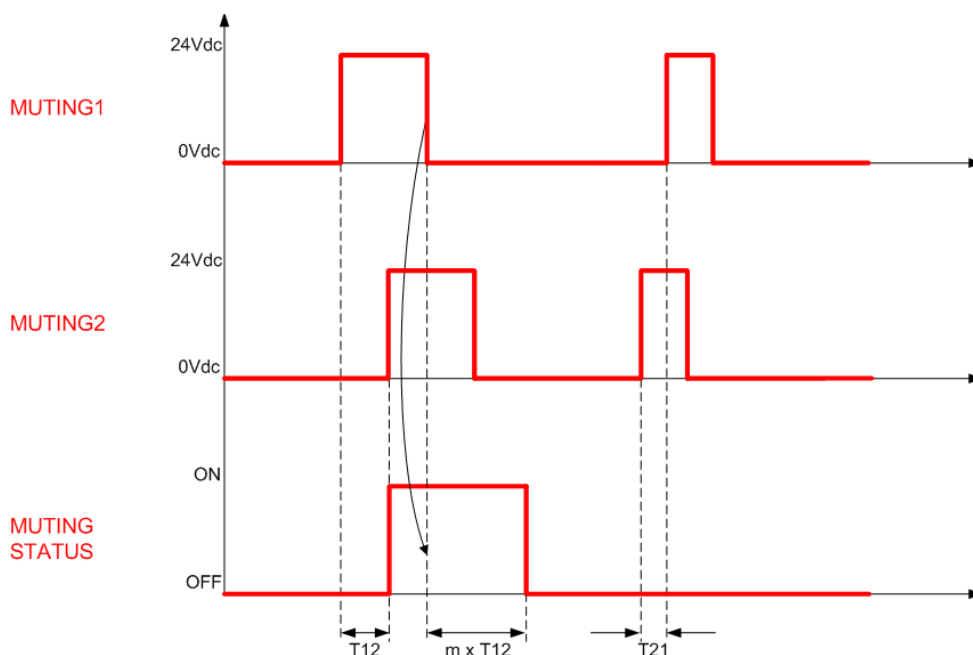 24Vdc
MUTING1
0Vdc
24Vdc
MUTING2
0Vdc
ON
MUTING
STATUS
OFF
T12
m x T12
T21